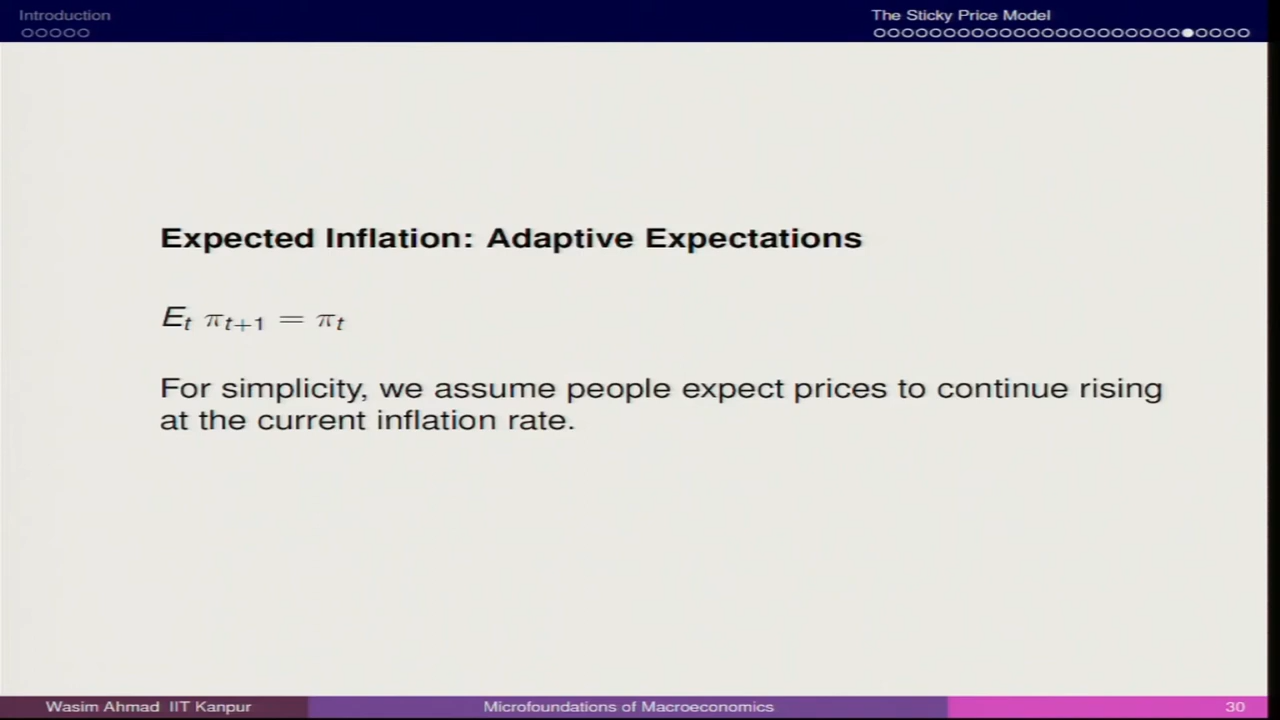 Introduction
The Sticky Price Model
Expected Inflation: Adaptive Expectations
E_t π_{t+1} = π_t
For simplicity, we assume people expect prices to continue rising
at the current inflation rate.
Wasim Ahmad IIT Kanpur
Microfoundations of Macroeconomics
30